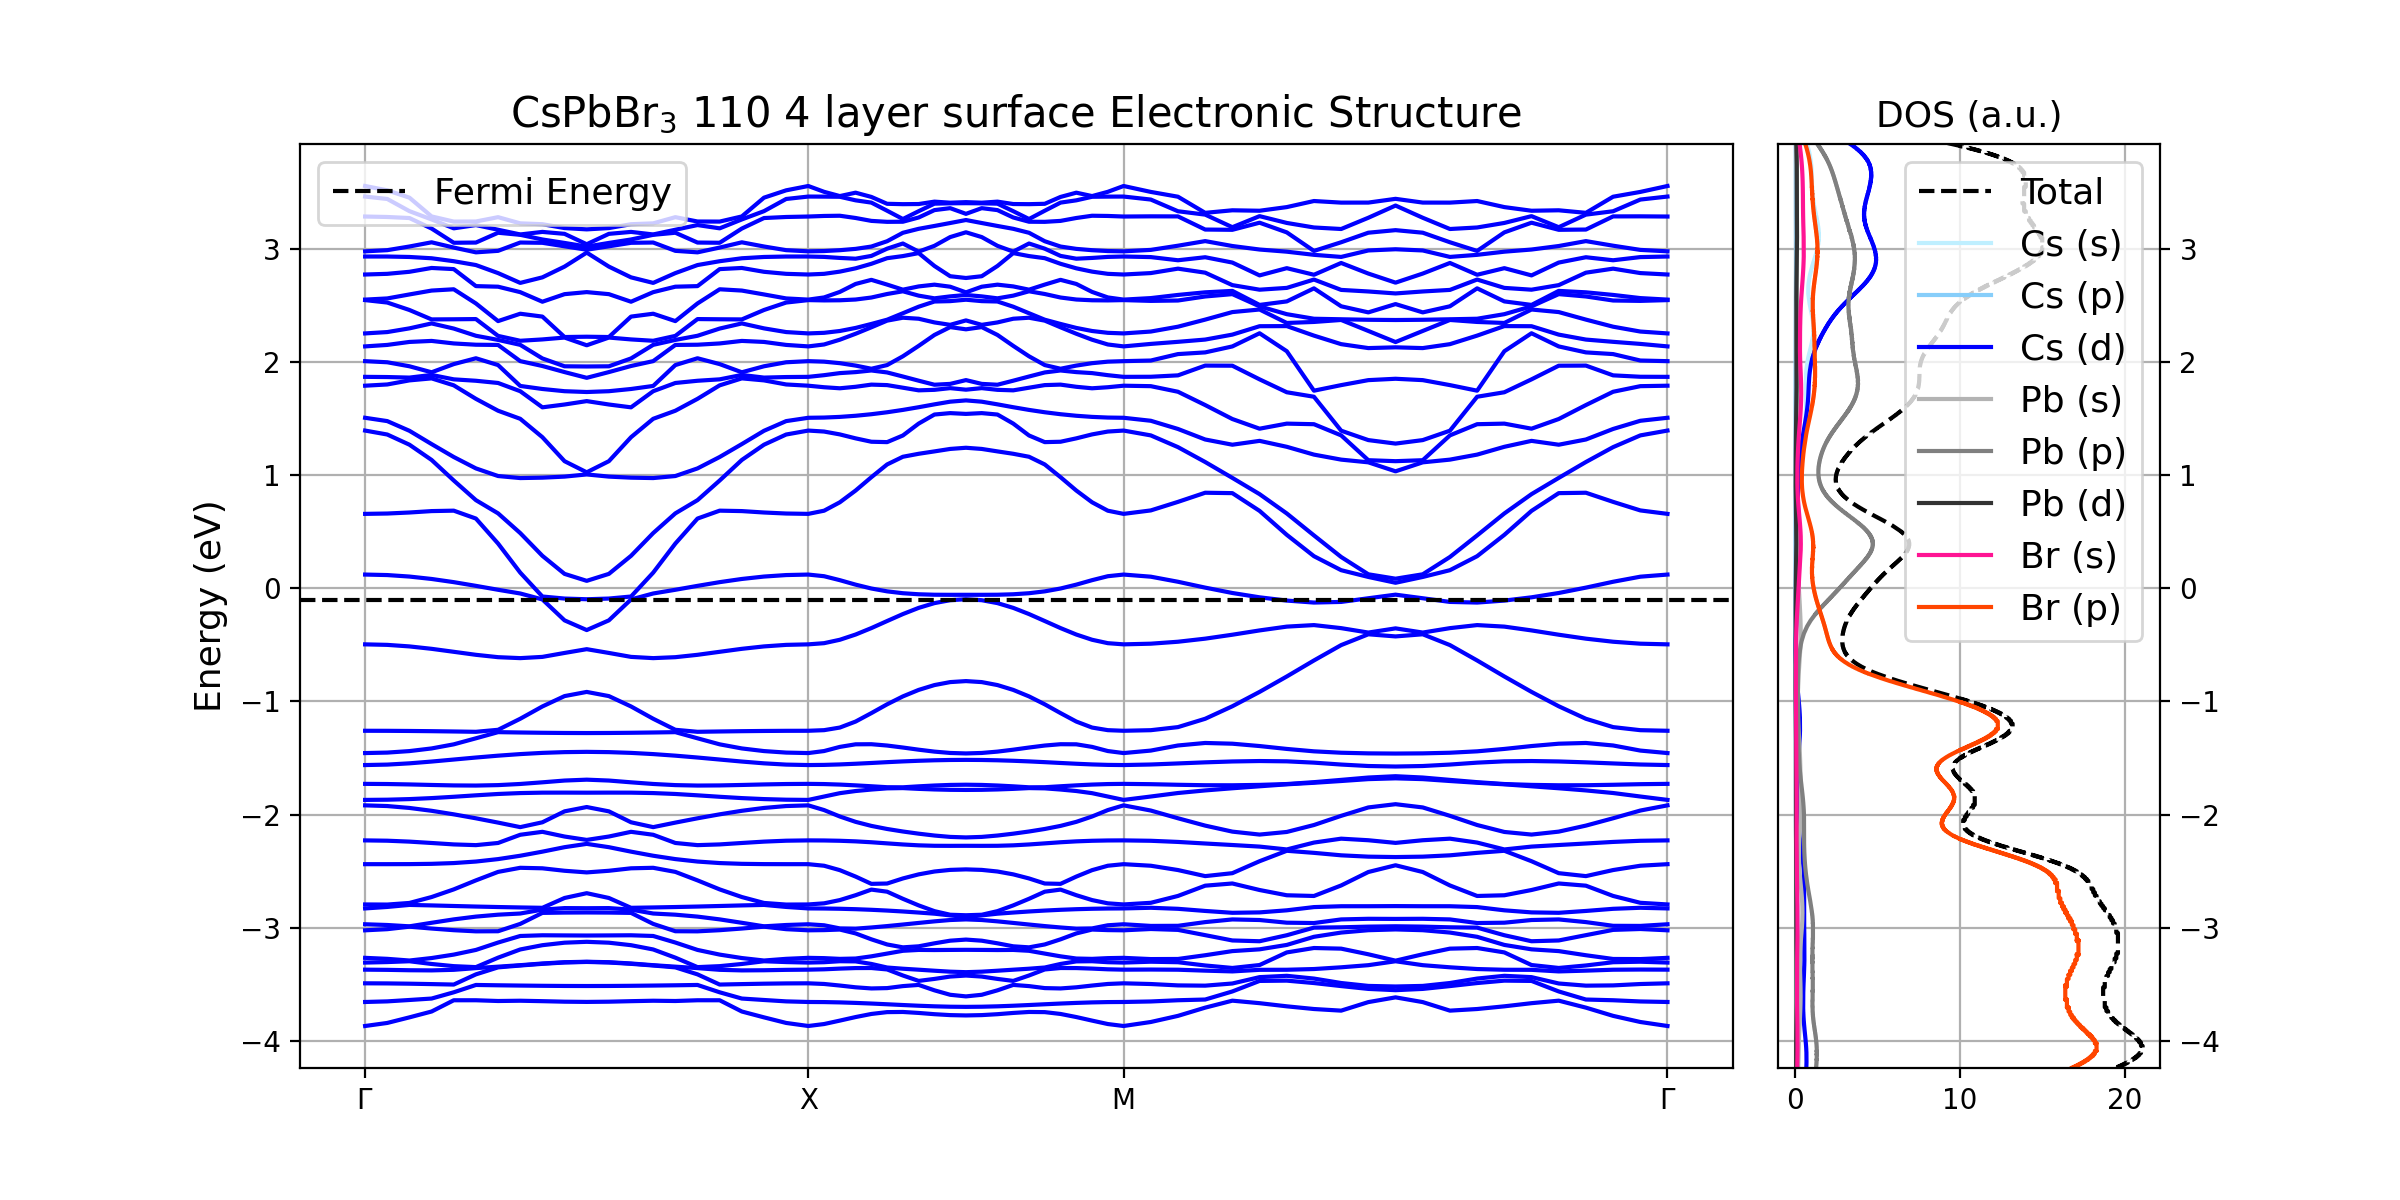 CsPbBr₃ 110 4 layer surface Electronic Structure
DOS (a.u.)
Fermi Energy
Energy (eV)
3
2
1
0
−1
−2
−3
−4
Γ X M Γ
Total
Cs (s)
Cs (p)
Cs (d)
Pb (s)
Pb (p)
Pb (d)
Br (s)
Br (p)
3
2
1
0
−1
−2
−3
−4
0 10 20